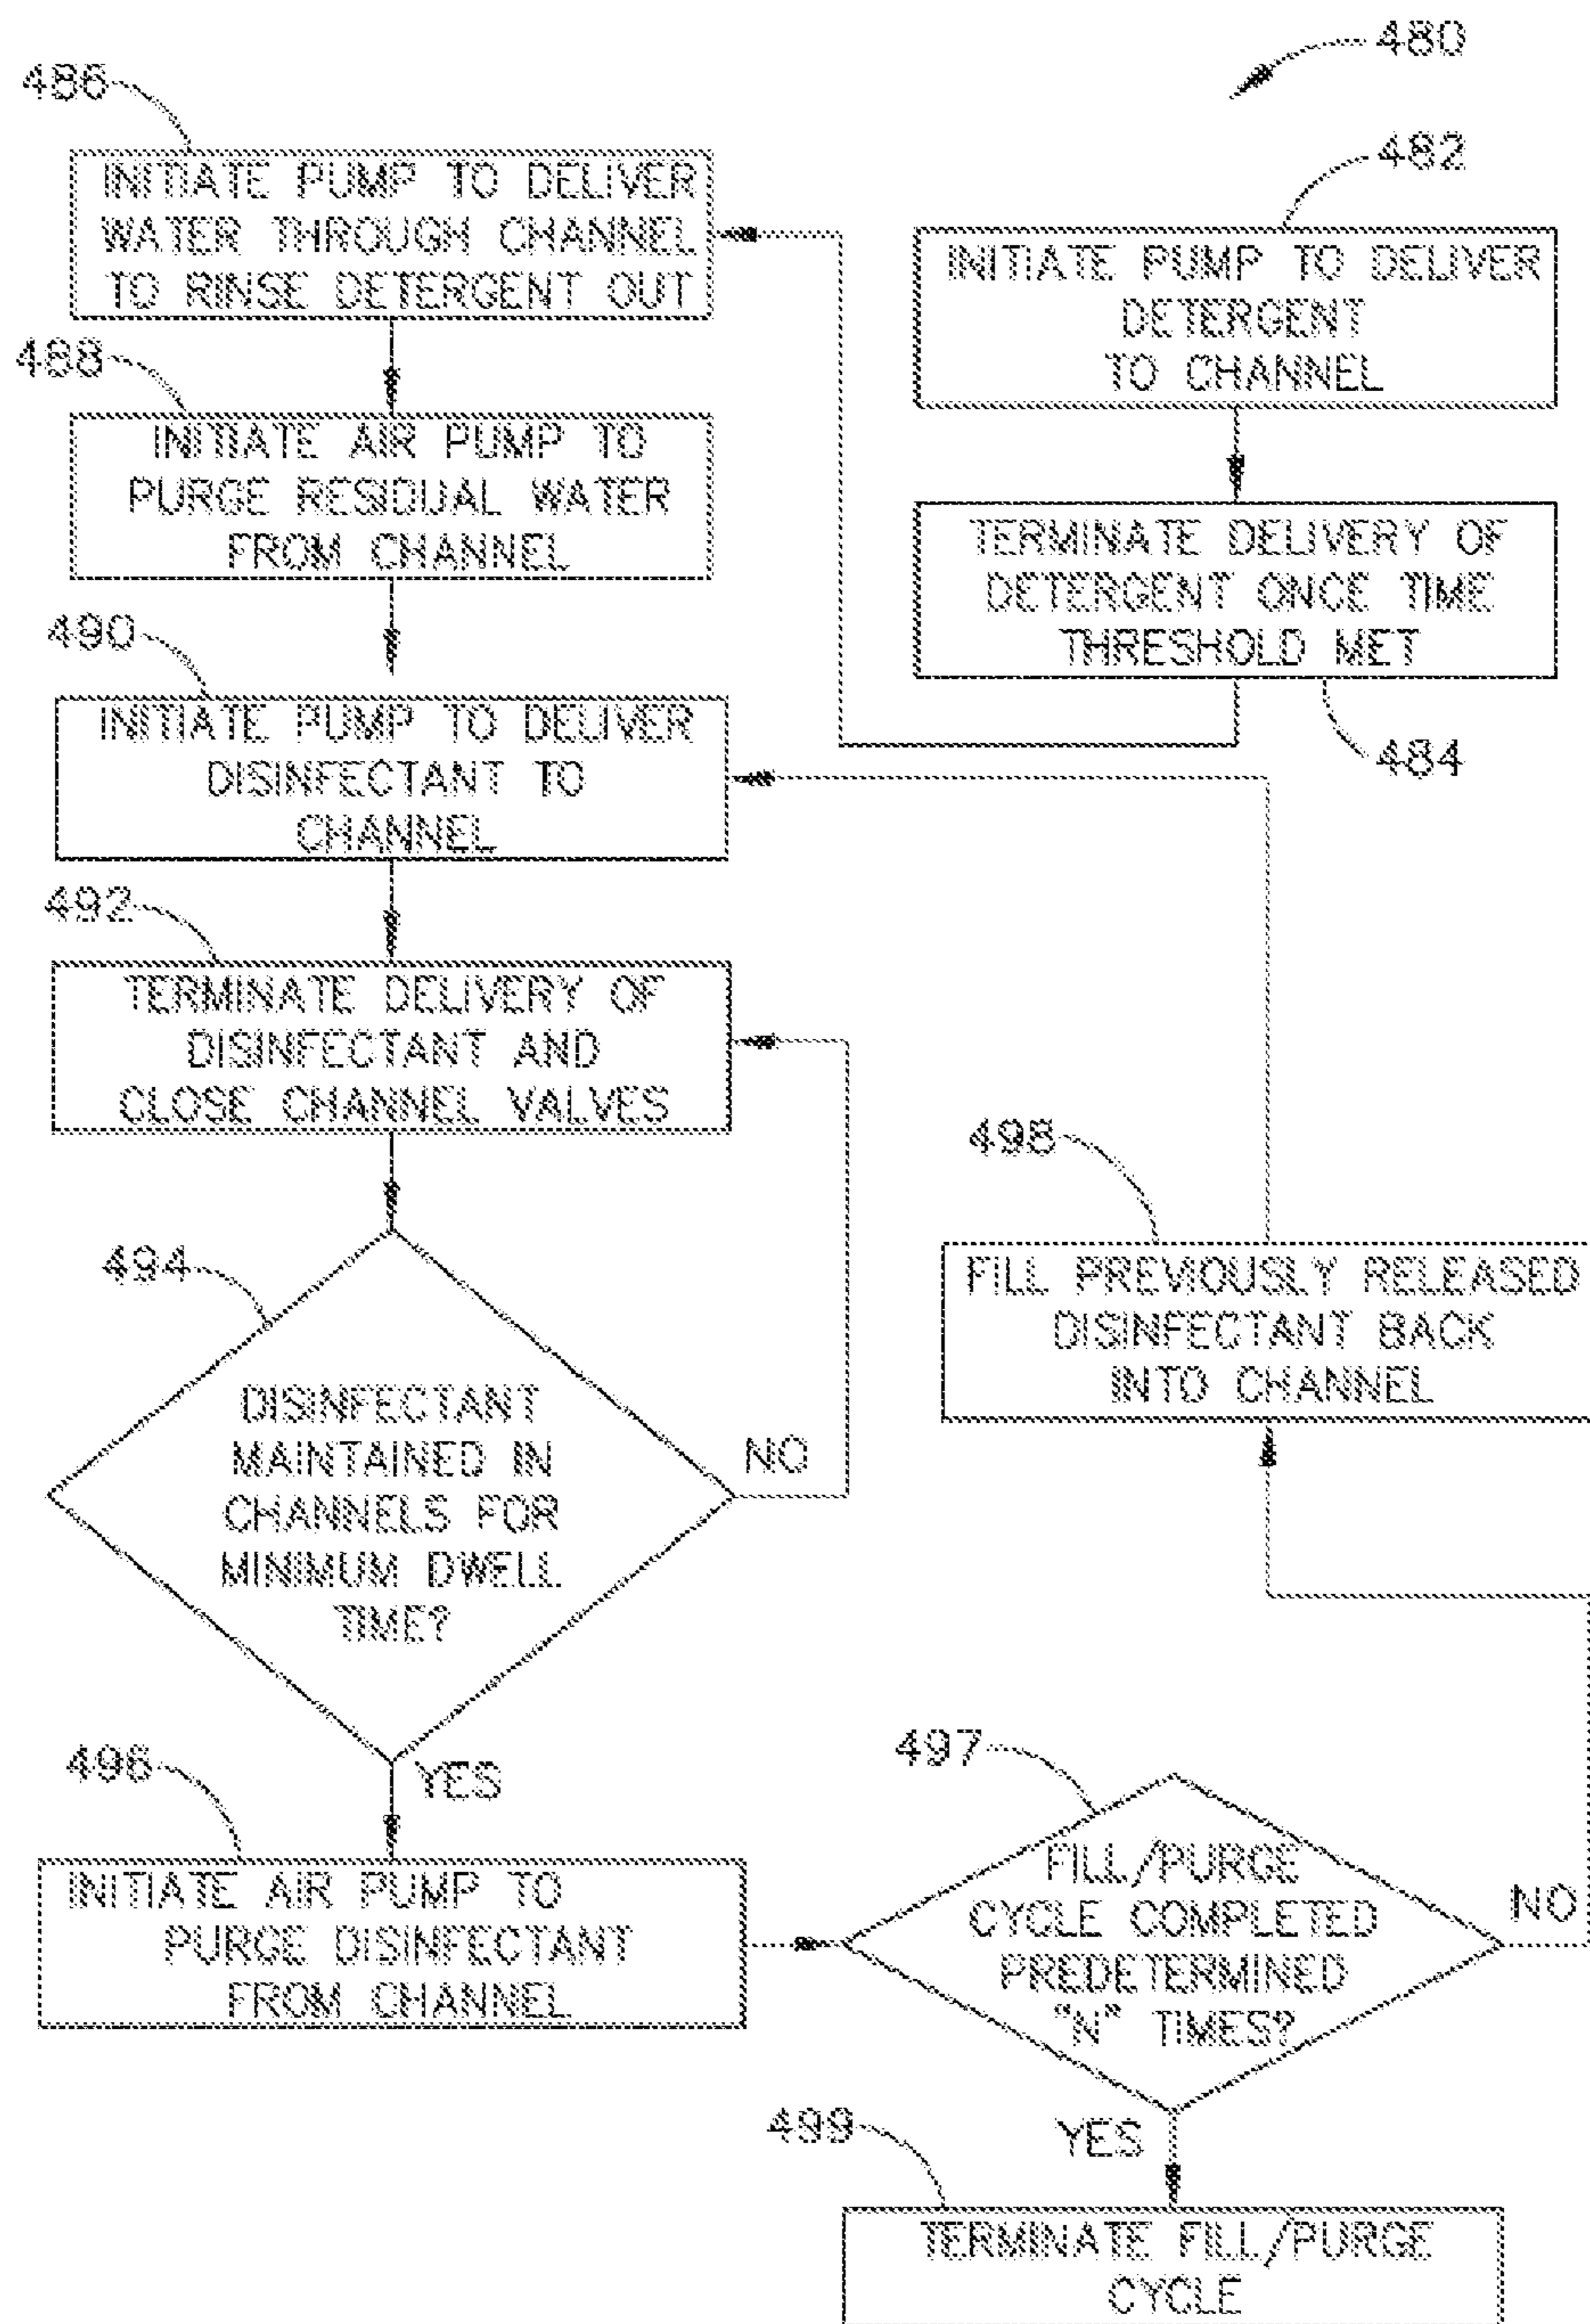 480
482
INITIATE PUMP TO DELIVER
DETERGENT
TO CHANNEL
TERMINATE DELIVERY OF
DETERGENT ONCE TIME
THRESHOLD MET
484
486
INITIATE PUMP TO DELIVER
WATER THROUGH CHANNEL
TO RINSE DETERGENT OUT
488
INITIATE AIR PUMP TO
PURGE RESIDUAL WATER
FROM CHANNEL
490
INITIATE PUMP TO DELIVER
DISINFECTANT TO
CHANNEL
492
TERMINATE DELIVERY OF
DISINFECTANT AND
CLOSE CHANNEL VALVES
494
DISINFECTANT
MAINTAINED IN
CHANNELS FOR
MINIMUM DWELL
TIME?
NO
YES
496
INITIATE AIR PUMP TO
PURGE DISINFECTANT
FROM CHANNEL
497
FILL/PURGE
CYCLE COMPLETED
PREDETERMINED
"N" TIMES?
NO
498
FILL PREVIOUSLY RELEASED
DISINFECTANT BACK
INTO CHANNEL
YES
499
TERMINATE FILL/PURGE
CYCLE